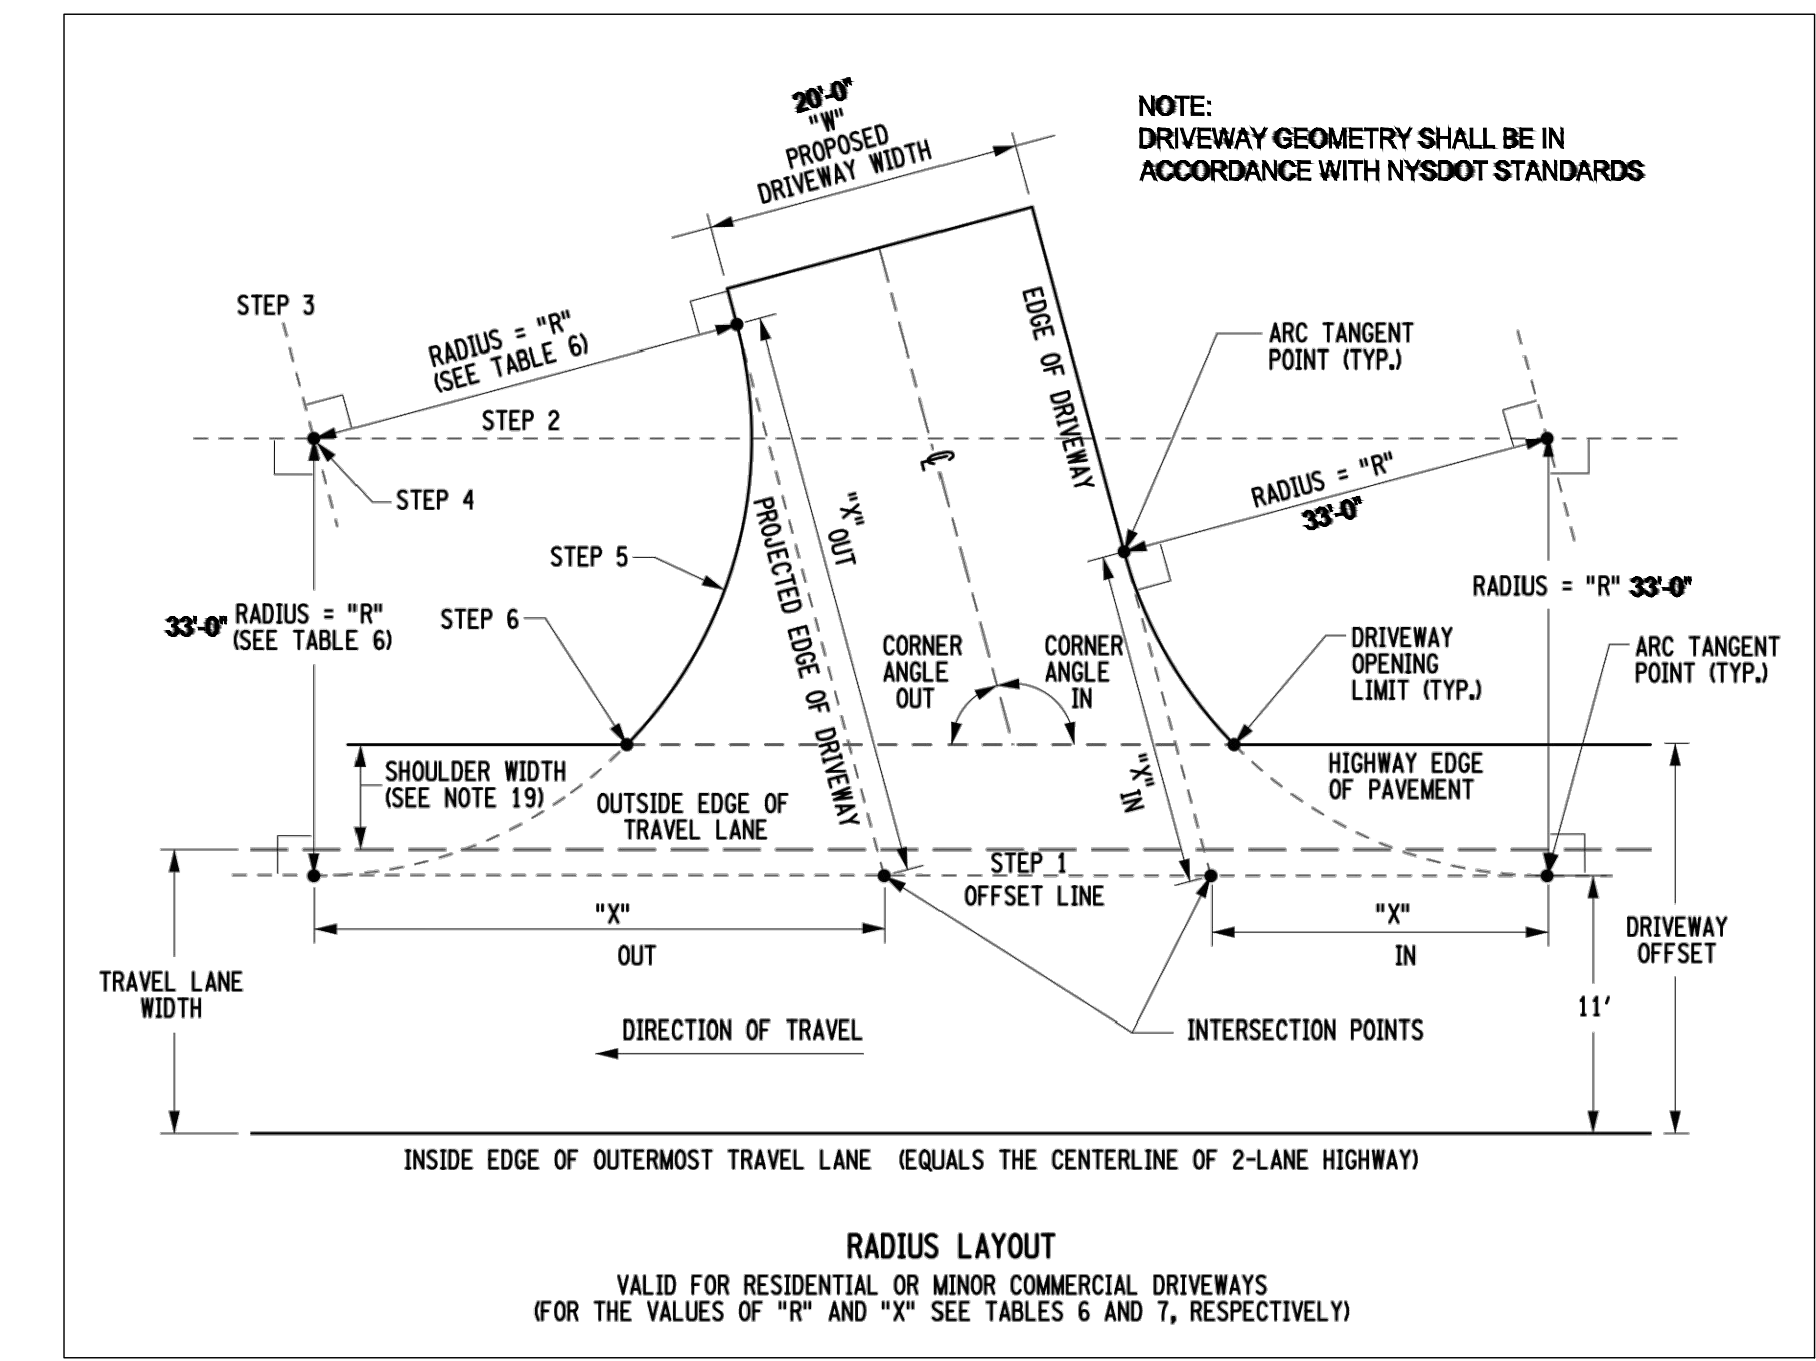 20'-0"
"W"
PROPOSED
DRIVEWAY WIDTH
NOTE:
DRIVEWAY GEOMETRY SHALL BE IN
ACCORDANCE WITH NYSDOT STANDARDS
STEP 3
RADIUS = "R"
(SEE TABLE 6)
STEP 2
STEP 4
STEP 5
STEP 6
33'-0" RADIUS = "R"
(SEE TABLE 6)
EDGE OF DRIVEWAY
ARC TANGENT
POINT (TYP.)
RADIUS = "R"
33'-0"
RADIUS = "R" 33'-0"
PROJECTED EDGE OF DRIVEWAY
"X"
OUT
℄
CORNER
ANGLE
OUT
CORNER
ANGLE
IN
"X"
IN
DRIVEWAY
OPENING
LIMIT (TYP.)
ARC TANGENT
POINT (TYP.)
SHOULDER WIDTH
(SEE NOTE 19)
OUTSIDE EDGE OF
TRAVEL LANE
HIGHWAY EDGE
OF PAVEMENT
STEP 1
OFFSET LINE
"X"
OUT
"X"
IN
DRIVEWAY
OFFSET
TRAVEL LANE
WIDTH
11'
DIRECTION OF TRAVEL
INTERSECTION POINTS
INSIDE EDGE OF OUTERMOST TRAVEL LANE (EQUALS THE CENTERLINE OF 2-LANE HIGHWAY)
RADIUS LAYOUT
VALID FOR RESIDENTIAL OR MINOR COMMERCIAL DRIVEWAYS
(FOR THE VALUES OF "R" AND "X" SEE TABLES 6 AND 7, RESPECTIVELY)